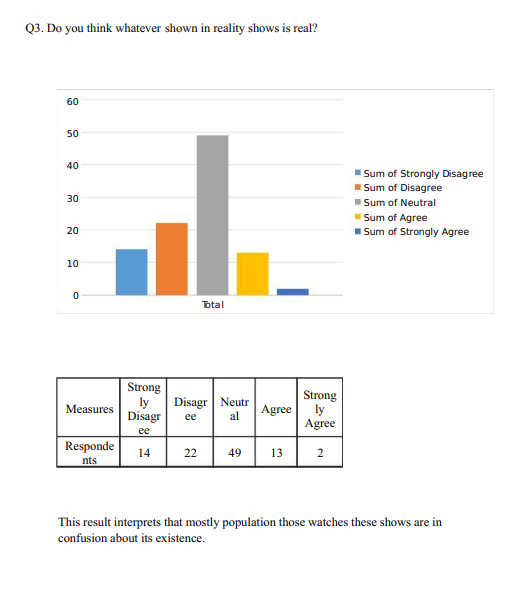 Q3. Do you think whatever shown in reality shows is real?
60
50
40
30
20
10
0
Total
Sum of Strongly Disagree
Sum of Disagree
Sum of Neutral
Sum of Agree
Sum of Strongly Agree
Measures
Strong
ly
Disagr
ee
Disagr
ee
Neutr
al
Agree
Strong
ly
Agree
Responde
nts
14
22
49
13
2
This result interprets that mostly population those watches these shows are in
confusion about its existence.